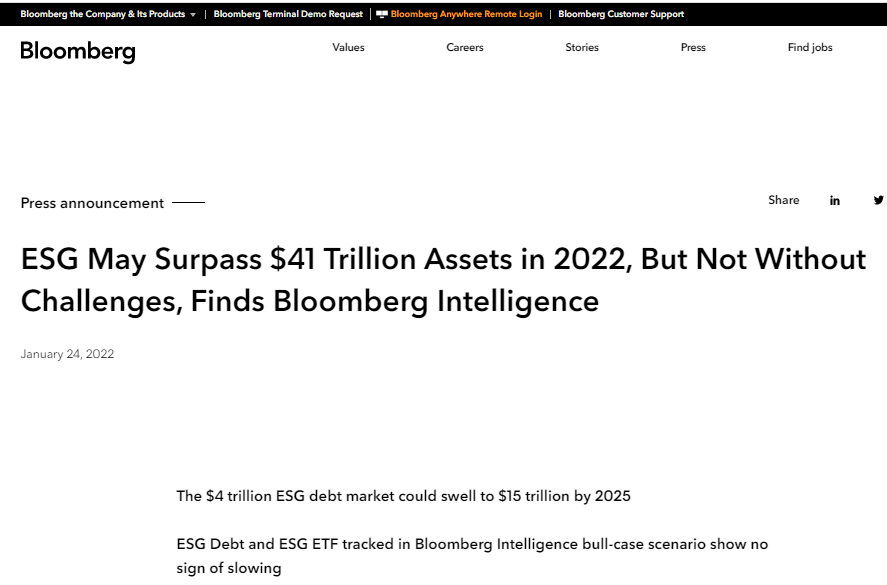 Bloomberg the Company & Its Products | Bloomberg Terminal Demo Request | Bloomberg Anywhere Remote Login | Bloomberg Customer Support
Bloomberg Values Careers Stories Press Find jobs
Press announcement Share in
ESG May Surpass $41 Trillion Assets in 2022, But Not Without
Challenges, Finds Bloomberg Intelligence
January 24, 2022
The $4 trillion ESG debt market could swell to $15 trillion by 2025
ESG Debt and ESG ETF tracked in Bloomberg Intelligence bull-case scenario show no
sign of slowing